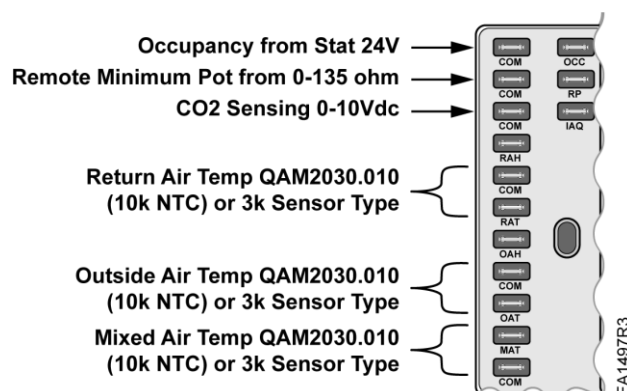 Occupancy from Stat 24V
COM OCC
Remote Minimum Pot from 0-135 ohm
COM RP
CO2 Sensing 0-10Vdc
COM IAQ
RAH
Return Air Temp QAM2030.010
(10k NTC) or 3k Sensor Type
COM
RAT
OAH
Outside Air Temp QAM2030.010
(10k NTC) or 3k Sensor Type
COM
OAT
Mixed Air Temp QAM2030.010
(10k NTC) or 3k Sensor Type
MAT
COM
EA1497R3